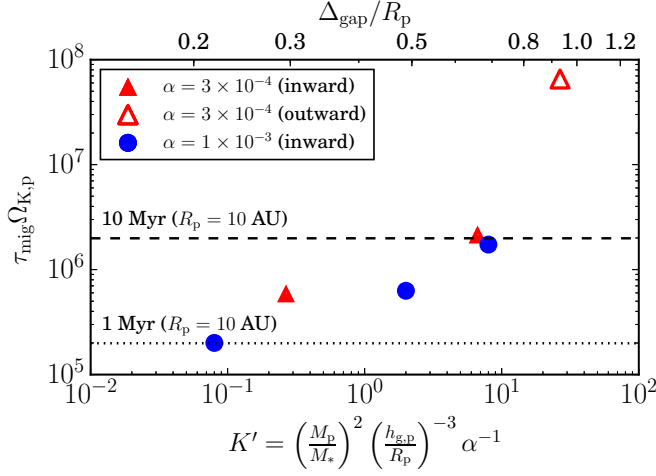 Δgap/Rp
0.2 0.3 0.5 0.8 1.0 1.2
10^8
10^7
10^6
10^5
τmigΩK,p
α = 3 × 10^−4 (inward)
α = 3 × 10^−4 (outward)
α = 1 × 10^−3 (inward)
10 Myr (Rp = 10 AU)
1 Myr (Rp = 10 AU)
10^−2 10^−1 10^0 10^1 10^2
K′ = (Mp/M*)^2 (hg,p/Rp)^−3 α^−1